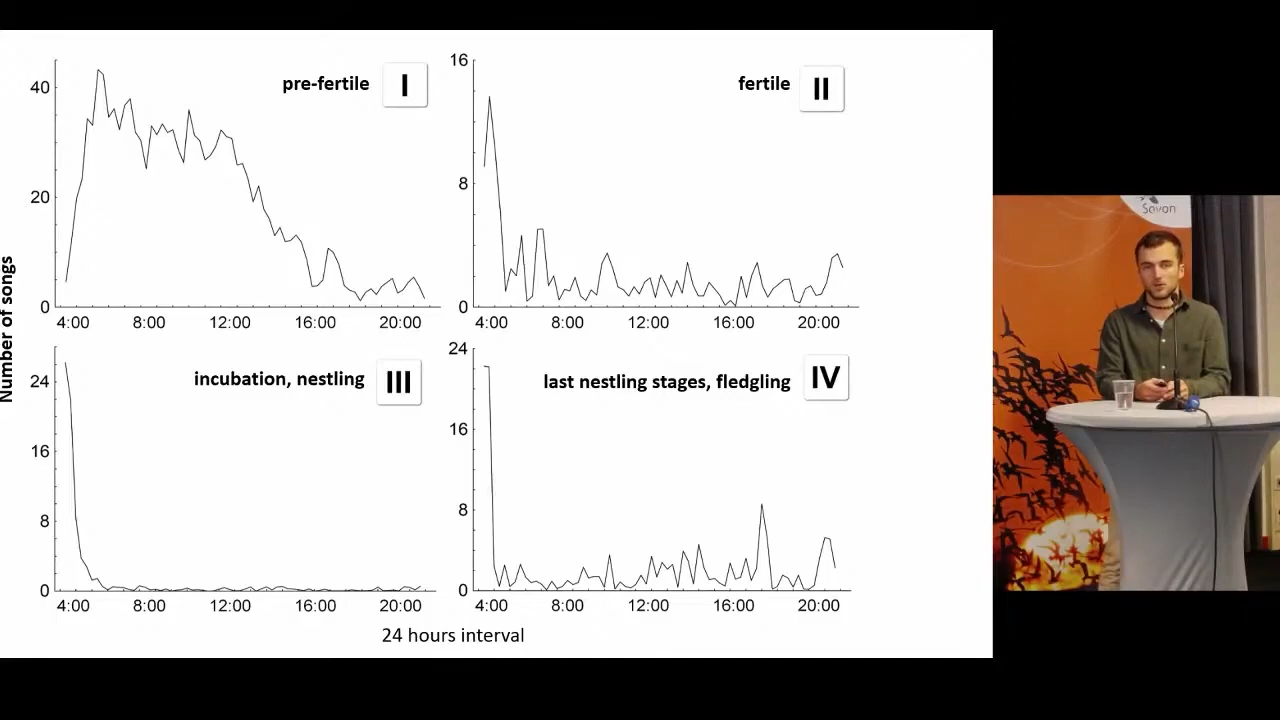 pre-fertile I
40
20
0
4:00 8:00 12:00 16:00 20:00
fertile II
16
8
0
4:00 8:00 12:00 16:00 20:00
Number of songs
incubation, nestling III
24
16
8
0
4:00 8:00 12:00 16:00 20:00
last nestling stages, fledgling IV
24
16
8
0
4:00 8:00 12:00 16:00 20:00
24 hours interval
Savon